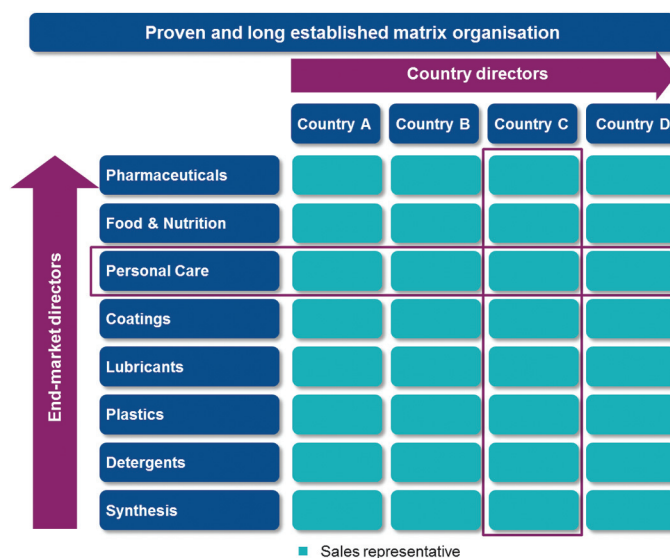 Proven and long established matrix organisation
Country directors
Country A
Country B
Country C
Country D
End-market directors
Pharmaceuticals
Food & Nutrition
Personal Care
Coatings
Lubricants
Plastics
Detergents
Synthesis
Sales representative